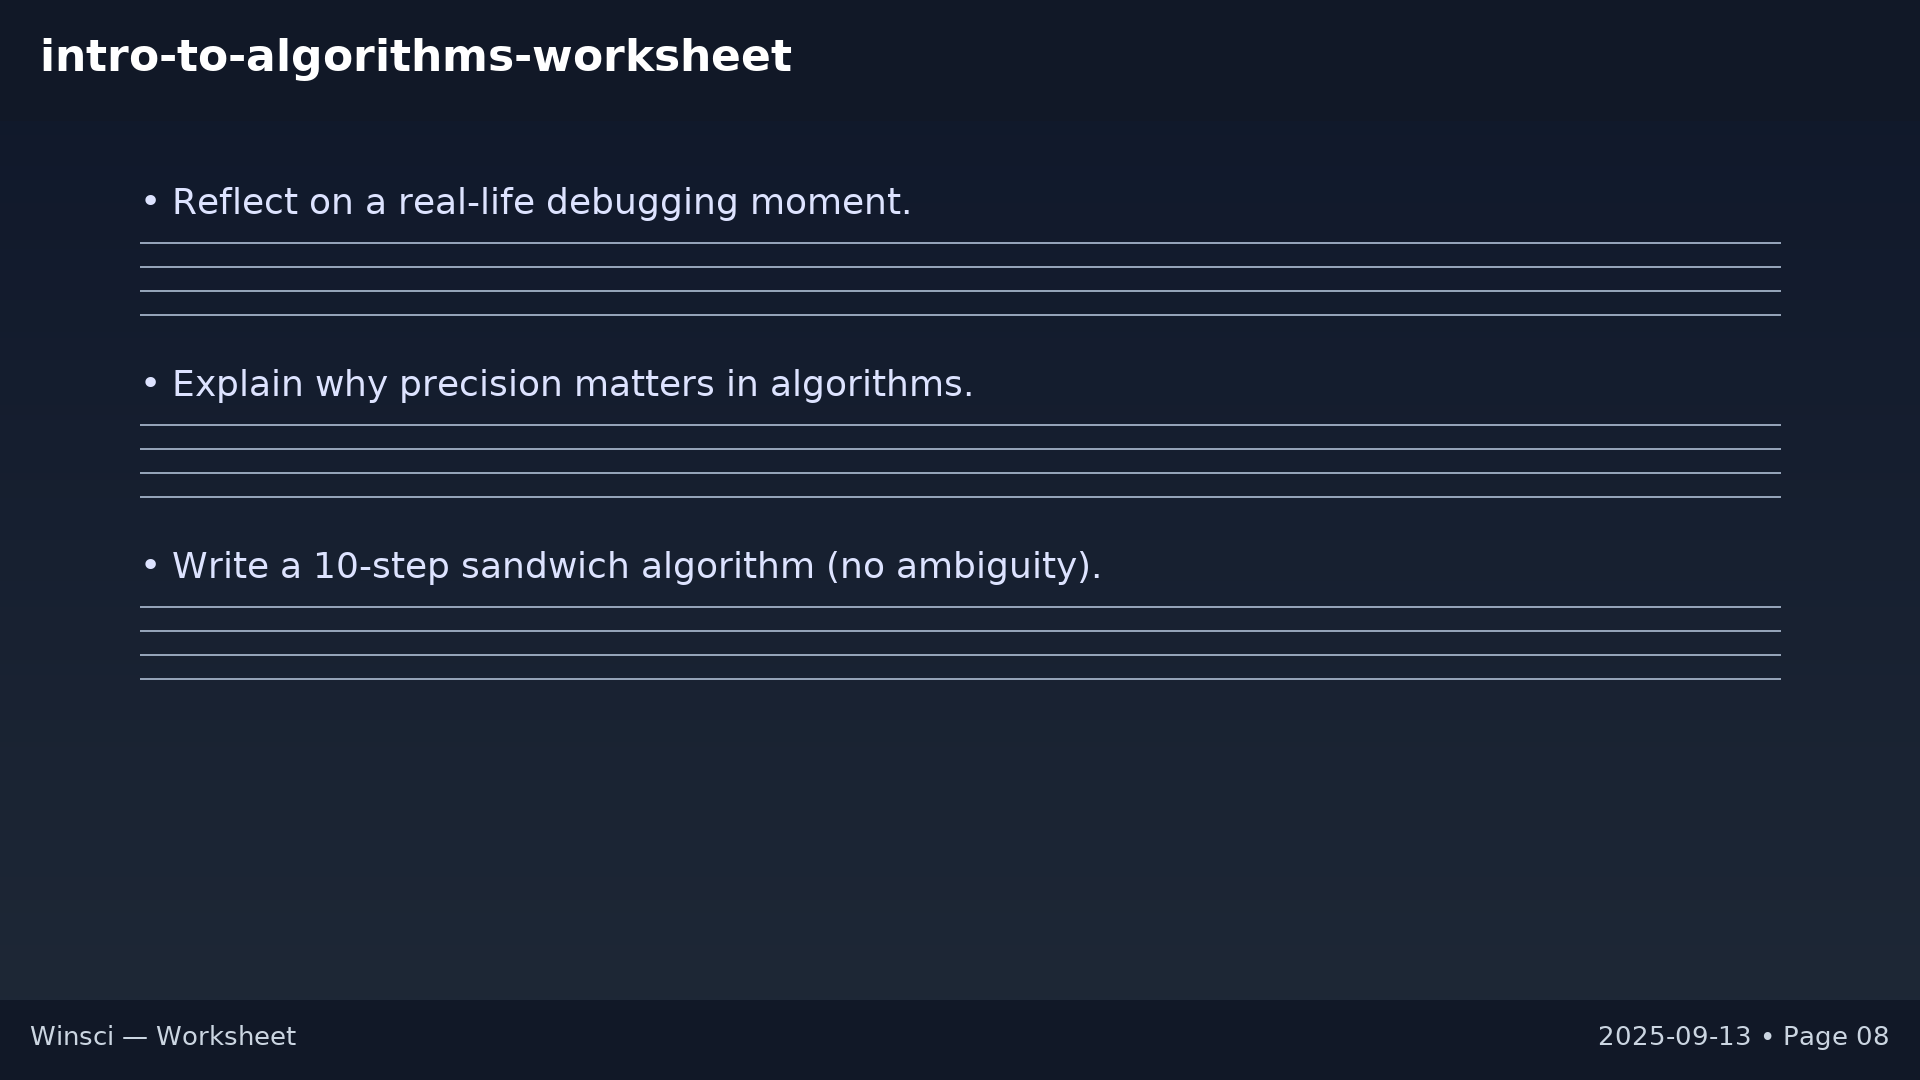 intro-to-algorithms-worksheet
• Reflect on a real-life debugging moment.
• Explain why precision matters in algorithms.
• Write a 10-step sandwich algorithm (no ambiguity).
Winsci — Worksheet
2025-09-13 • Page 08